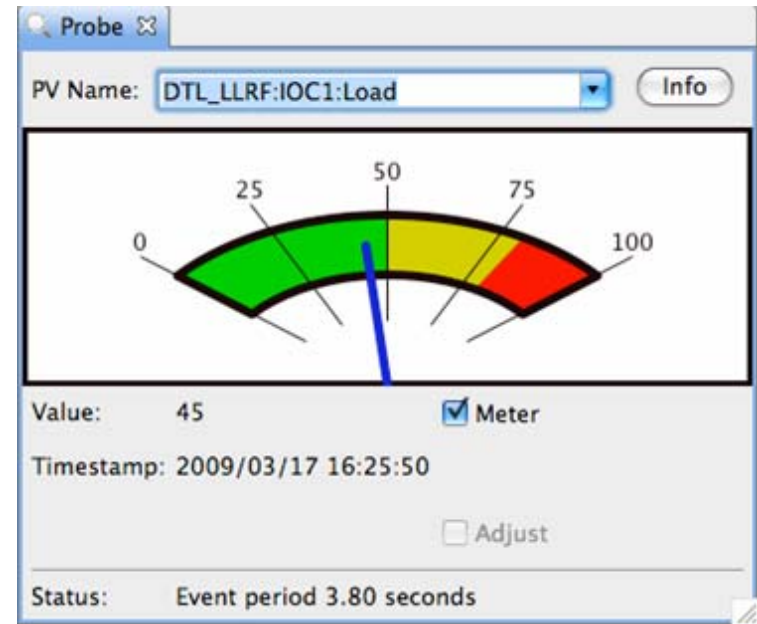 Probe
PV Name: DTL_LLRF:IOC1:Load Info
0 25 50 75 100
Value: 45 Meter
Timestamp: 2009/03/17 16:25:50
Adjust
Status: Event period 3.80 seconds